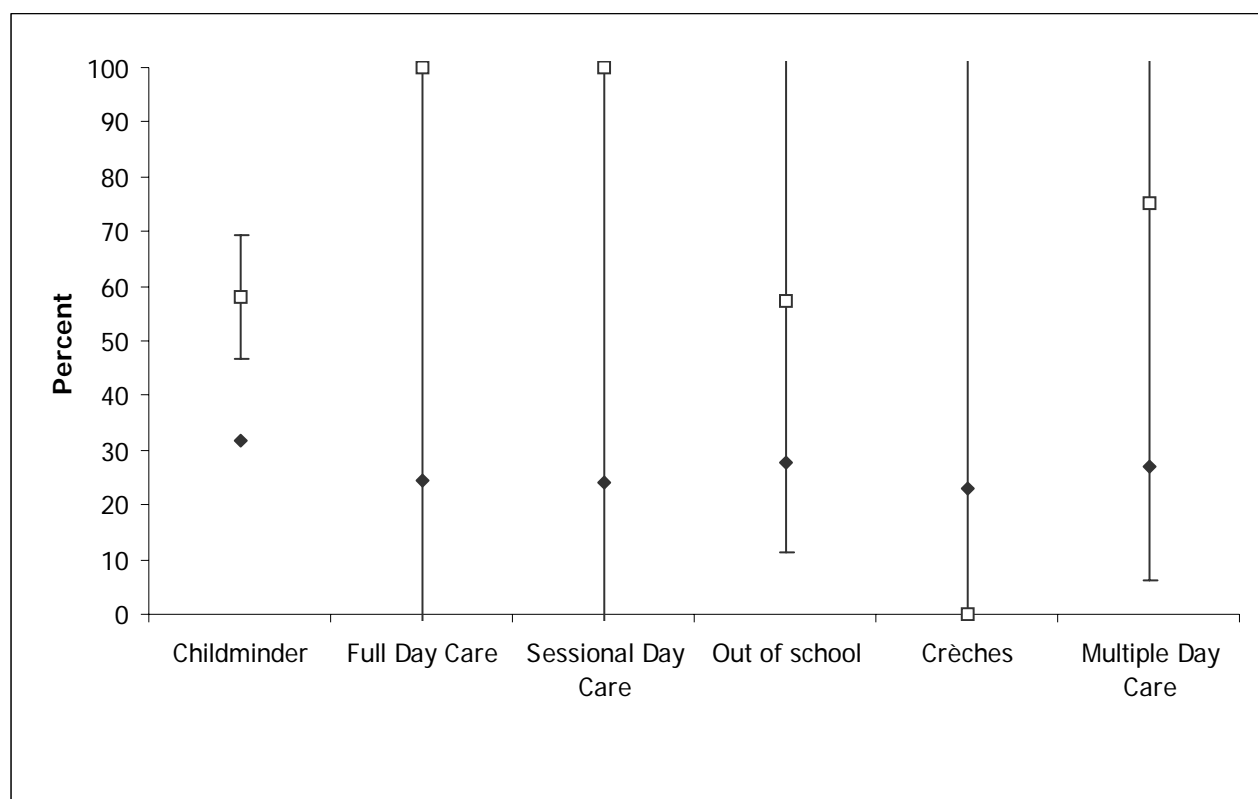 100
90
80
70
60
50
40
30
20
10
0
Percent
Childminder
Full Day Care
Sessional Day
Care
Out of school
Crèches
Multiple Day
Care